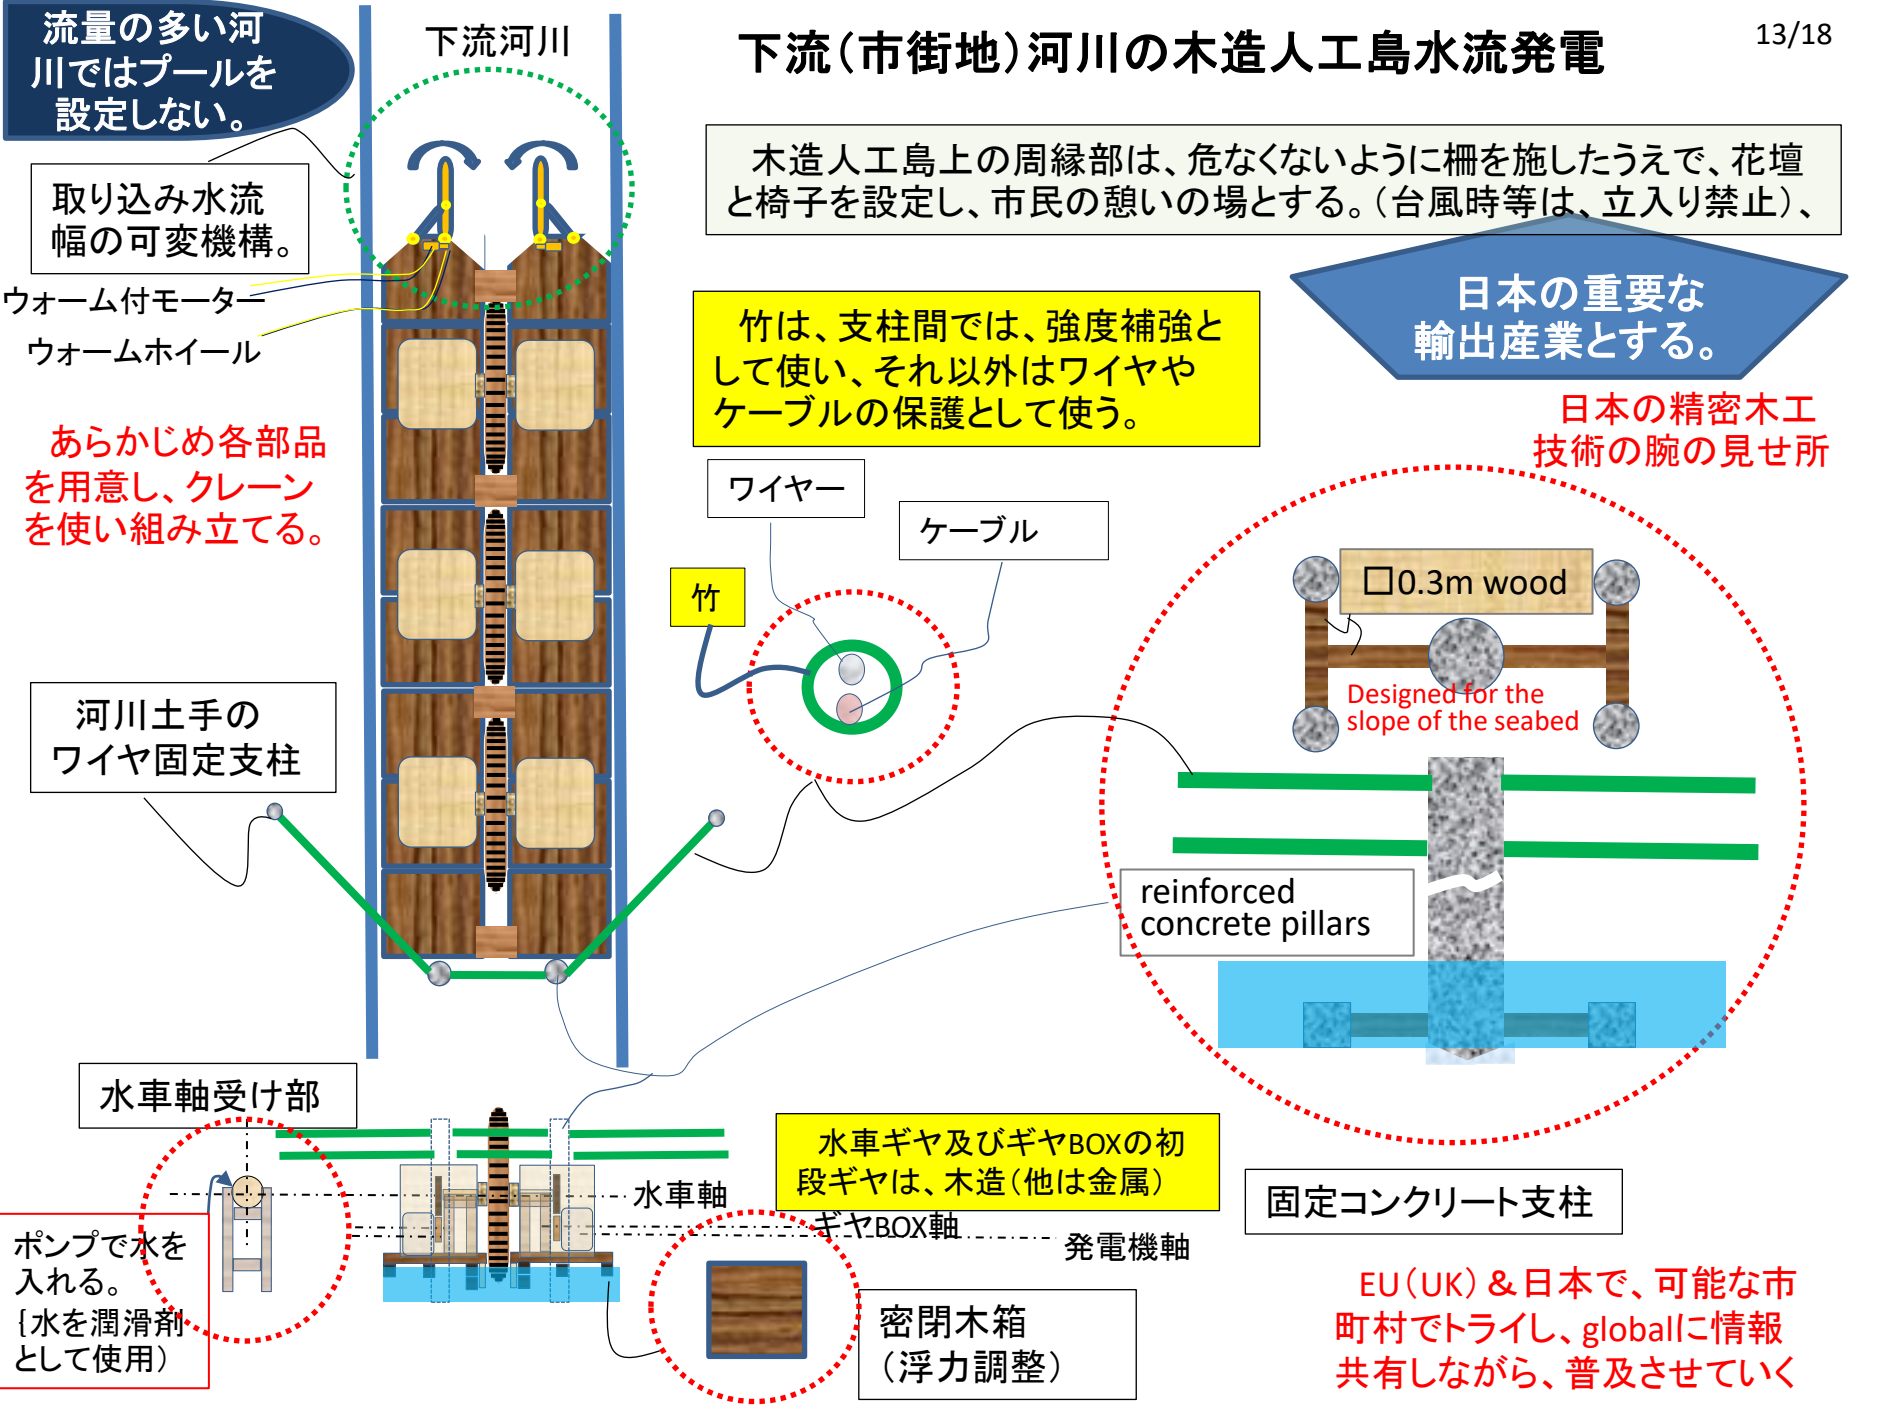 流量の多い河
川ではプールを
設定しない。
下流河川
下流（市街地）河川の木造人工島水流発電
13/18
取り込み水流
幅の可変機構。
ウォーム付モーター
ウォームホイール
木造人工島上の周縁部は、危なくないように柵を施したうえで、花壇
と椅子を設定し、市民の憩いの場とする。（台風時等は、立入り禁止）、
日本の重要な
輸出産業とする。
竹は、支柱間では、強度補強と
して使い、それ以外はワイヤや
ケーブルの保護として使う。
日本の精密木工
技術の腕の見せ所
あらかじめ各部品
を用意し、クレーン
を使い組み立てる。
ワイヤー
ケーブル
竹
□0.3m wood
Designed for the
slope of the seabed
河川土手の
ワイヤ固定支柱
reinforced
concrete pillars
水車軸受け部
水車ギヤ及びギヤBOXの初
段ギヤは、木造（他は金属）
水車軸
ギヤBOX軸
発電機軸
固定コンクリート支柱
ポンプで水を
入れる。
{水を潤滑剤
として使用）
密閉木箱
（浮力調整）
EU（UK）＆日本で、可能な市
町村でトライし、globalに情報
共有しながら、普及させていく